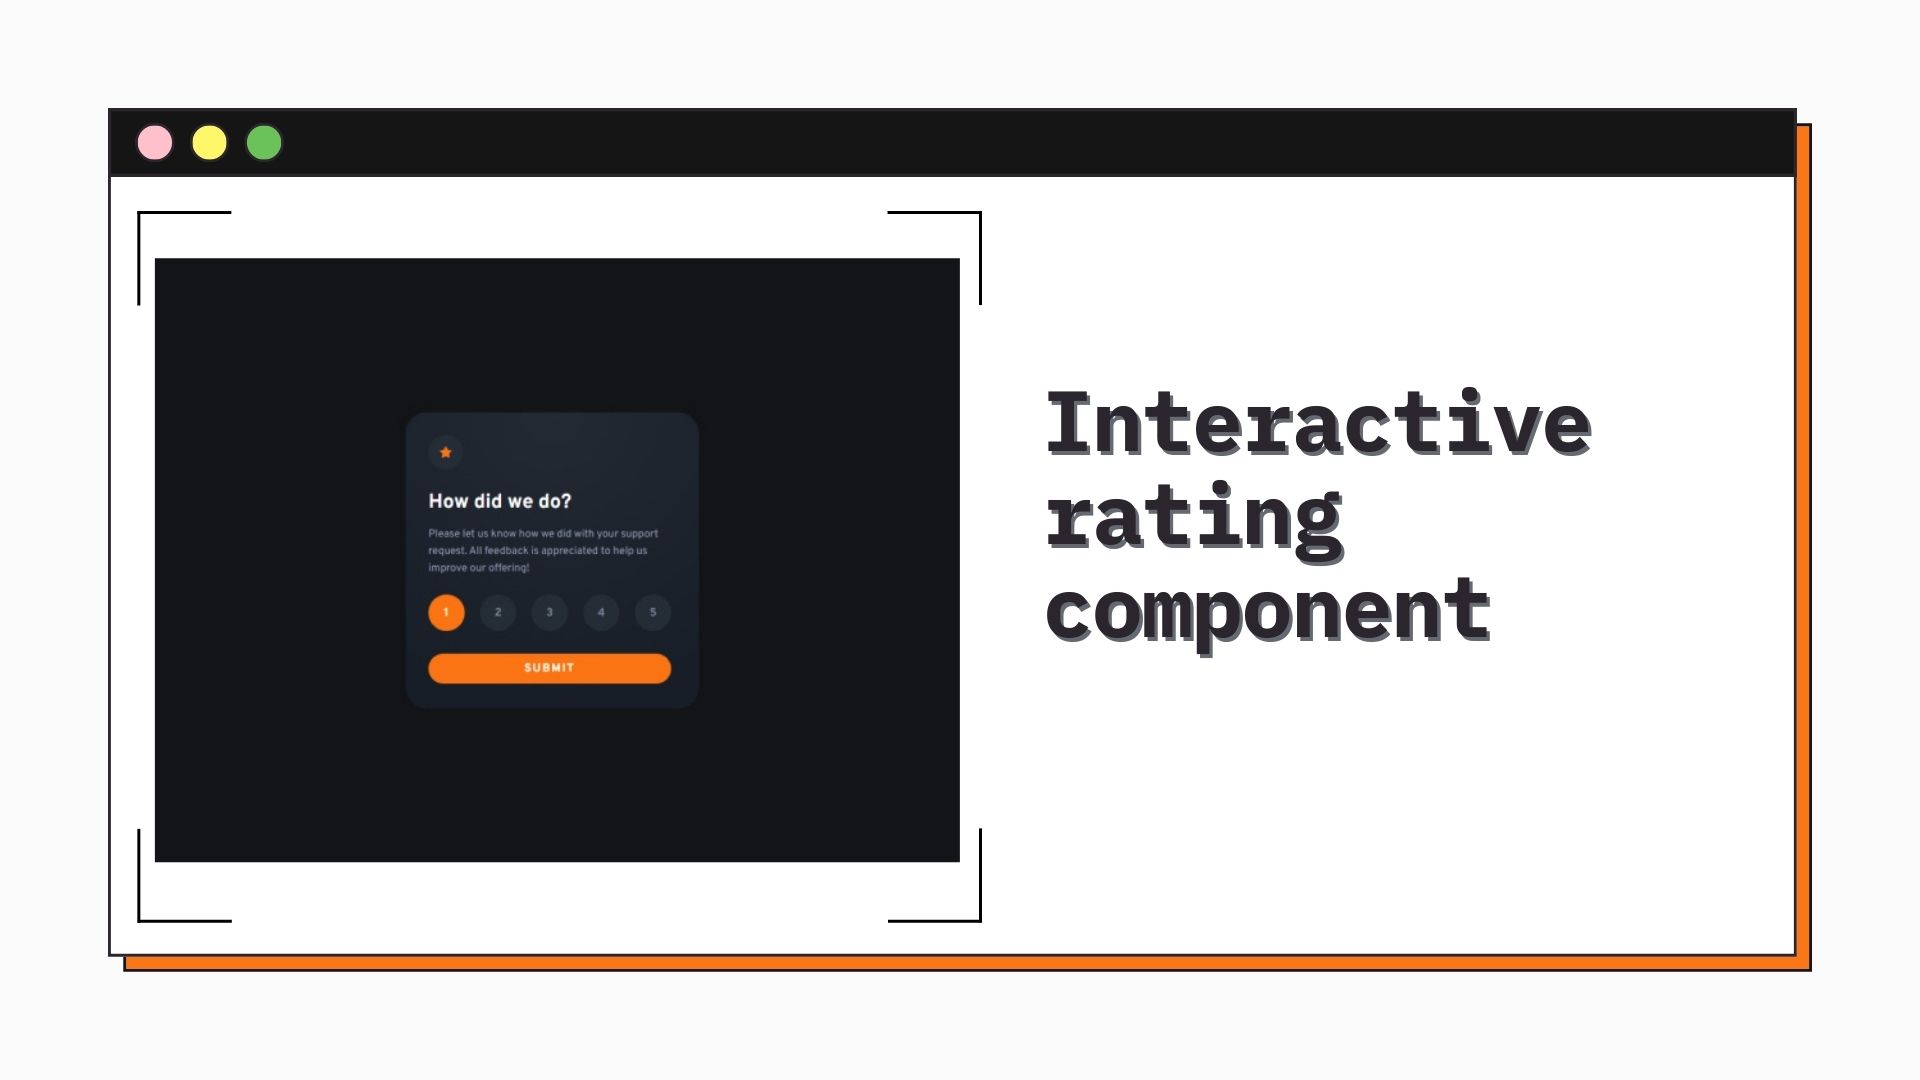 How did we do?
Please let us know how we did with your support
request. All feedback is appreciated to help us
improve our offering!
1 2 3 4 5
SUBMIT
Interactive
rating
component